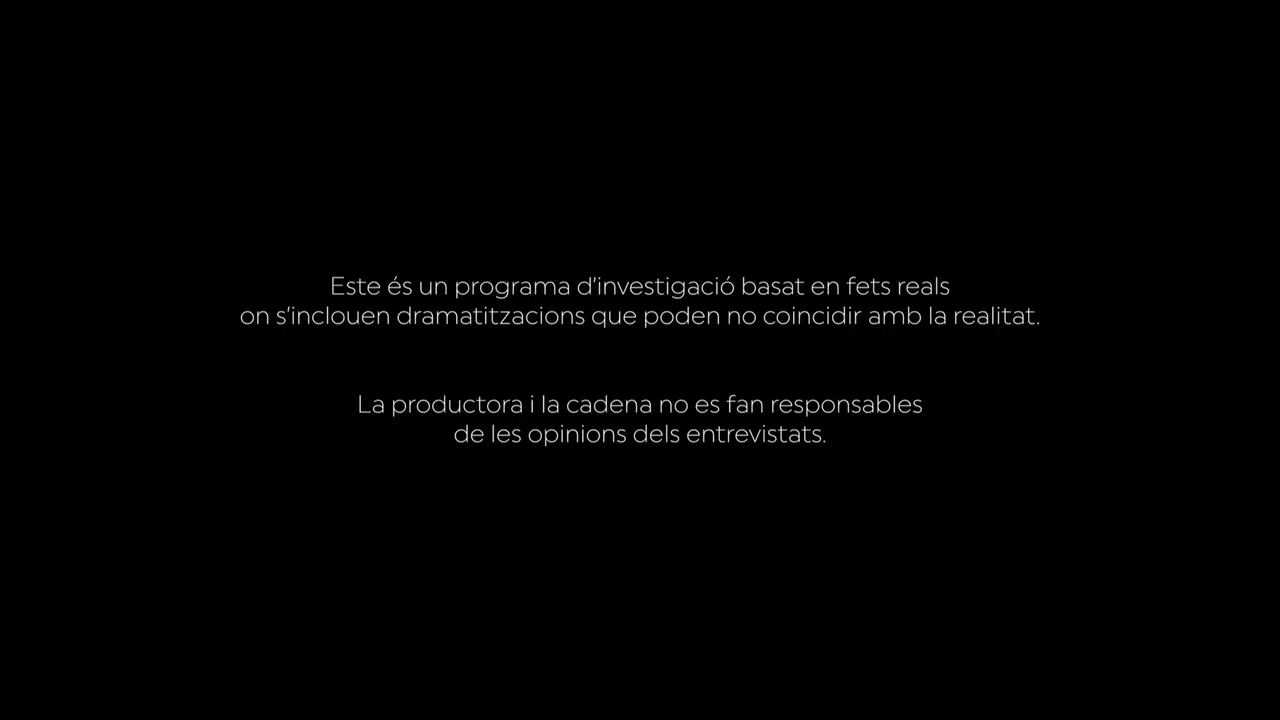 Este és un programa d'investigació basat en fets reals
on s'inclouen dramatitzacions que poden no coincidir amb la realitat.
La productora i la cadena no es fan responsables
de les opinions dels entrevistats.